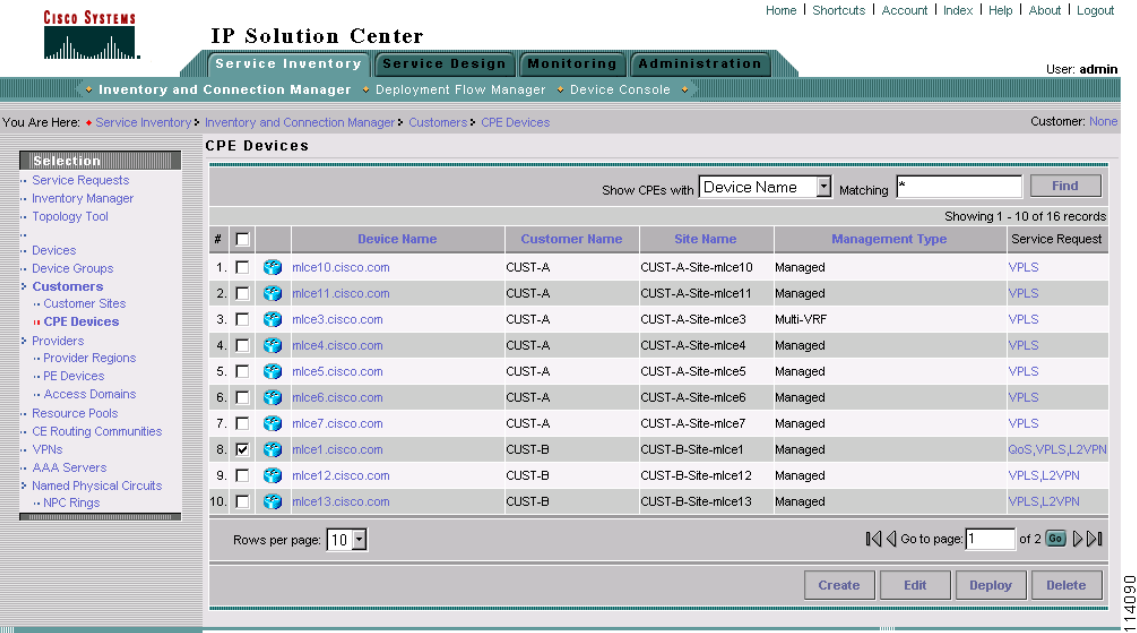 Home | Shortcuts | Account | Index | Help | About | Logout
CISCO SYSTEMS
IP Solution Center
Service Inventory Service Design Monitoring Administration
User: admin
Inventory and Connection Manager Deployment Flow Manager Device Console
You Are Here: Service Inventory Inventory and Connection Manager Customers CPE Devices Customer: None
CPE Devices
Selection
Service Requests
Inventory Manager
Topology Tool
Devices
Device Groups
Customers
Customer Sites
CPE Devices
Providers
Provider Regions
PE Devices
Access Domains
Resource Pools
CE Routing Communities
VPNs
AAA Servers
Named Physical Circuits
NPC Rings
Show CPEs with Device Name Matching * Find
Showing 1 - 10 of 16 records
# Device Name Customer Name Site Name Management Type Service Request
1. mlce10.cisco.com CUST-A CUST-A-Site-mlce10 Managed VPLS
2. mlce11.cisco.com CUST-A CUST-A-Site-mlce11 Managed VPLS
3. mlce3.cisco.com CUST-A CUST-A-Site-mlce3 Multi-VRF VPLS
4. mlce4.cisco.com CUST-A CUST-A-Site-mlce4 Managed VPLS
5. mlce5.cisco.com CUST-A CUST-A-Site-mlce5 Managed VPLS
6. mlce6.cisco.com CUST-A CUST-A-Site-mlce6 Managed VPLS
7. mlce7.cisco.com CUST-A CUST-A-Site-mlce7 Managed VPLS
8. mlce1.cisco.com CUST-B CUST-B-Site-mlce1 Managed QoS,VPLS,L2VPN
9. mlce12.cisco.com CUST-B CUST-B-Site-mlce12 Managed VPLS,L2VPN
10. mlce13.cisco.com CUST-B CUST-B-Site-mlce13 Managed VPLS,L2VPN
Rows per page: 10 Go to page: 1 of 2 Go
Create Edit Deploy Delete
114090